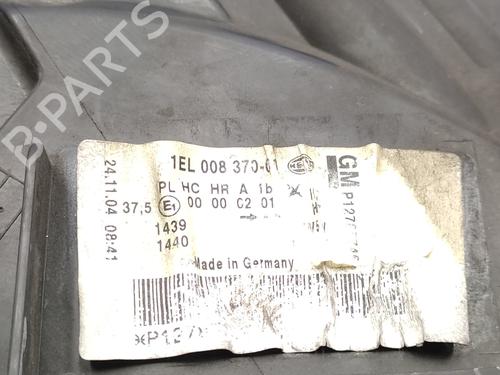 B-PARTS
1EL 008 370-01
GM
24.11.04 08:41
PL HC HR A 1b
37,5 E1 00 00 C2 01
1439
1440
Made in Germany